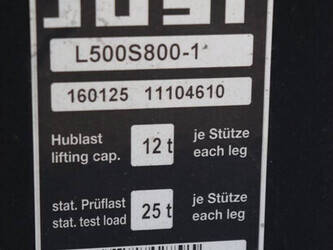 JOST
L500S800-1
160125 11104610
Hublast 12 t je Stütze
lifting cap. each leg
stat. Prüflast 25 t je Stütze
stat. test load each leg